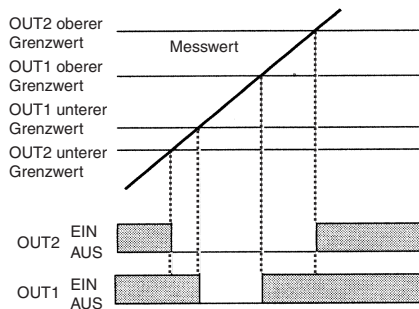 OUT2 oberer
Grenzwert
Messwert
OUT1 oberer
Grenzwert
OUT1 unterer
Grenzwert
OUT2 unterer
Grenzwert
OUT2
EIN
AUS
OUT1
EIN
AUS